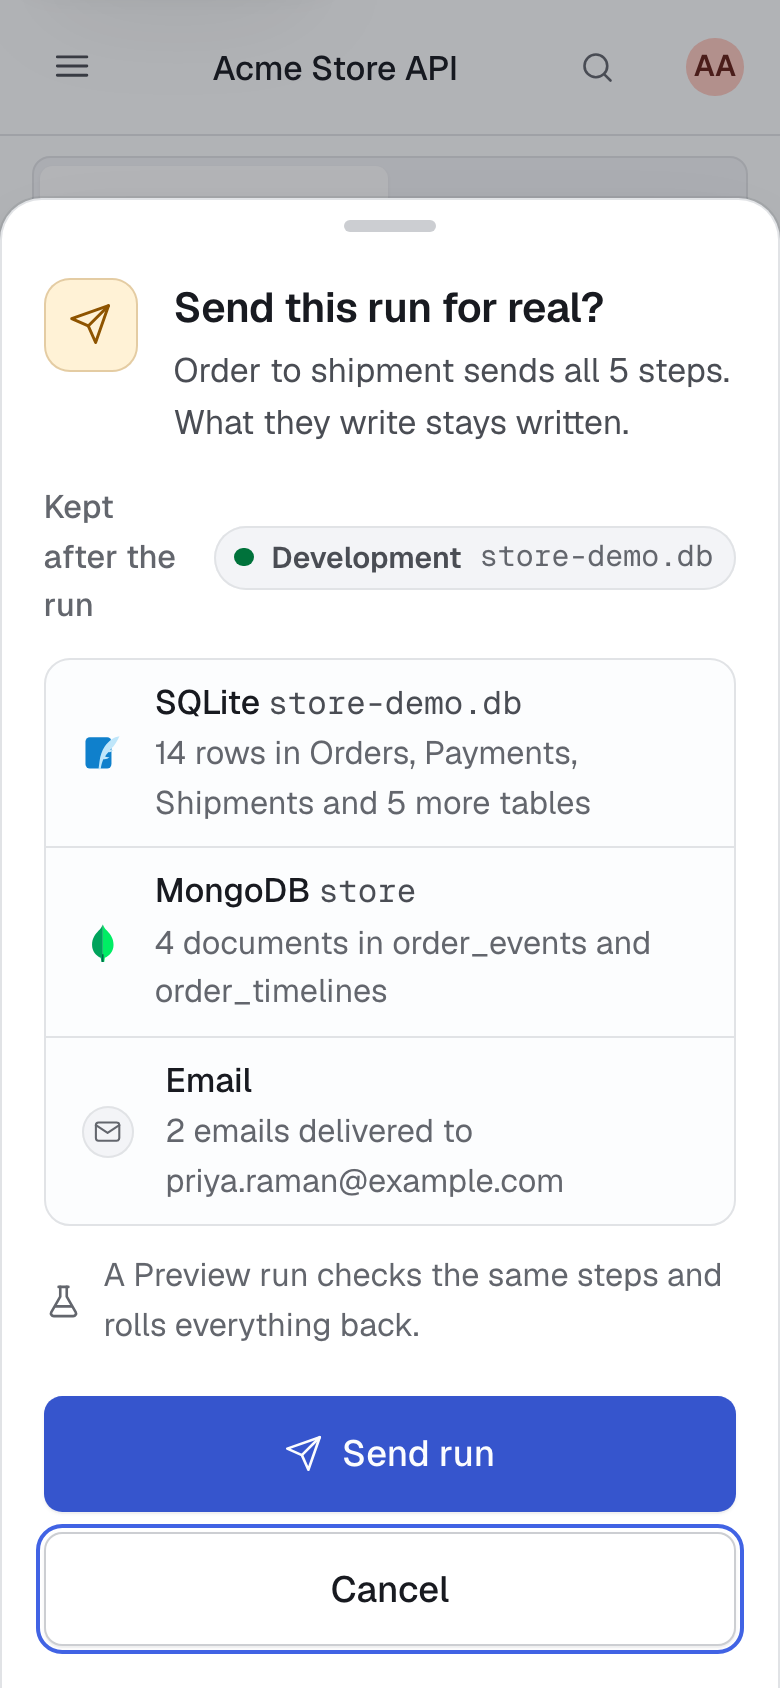 Acme Store API
AA
Send this run for real?
Order to shipment sends all 5 steps.
What they write stays written.
Kept
after the
run
Development store-demo.db
SQLite store-demo.db
14 rows in Orders, Payments,
Shipments and 5 more tables
MongoDB store
4 documents in order_events and
order_timelines
Email
2 emails delivered to
priya.raman@example.com
A Preview run checks the same steps and
rolls everything back.
Send run
Cancel